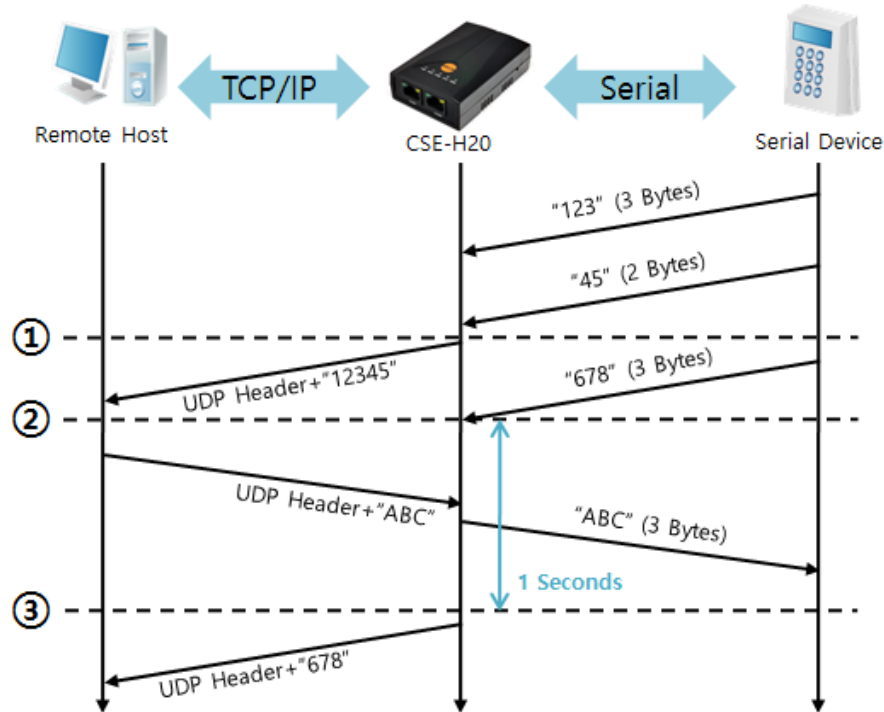 TCP/IP
Serial
Remote Host
CSE-H20
Serial Device
“123” (3 Bytes)
“45” (2 Bytes)
①
UDP Header+“12345”
“678” (3 Bytes)
②
UDP Header+“ABC”
“ABC” (3 Bytes)
1 Seconds
③
UDP Header+“678”